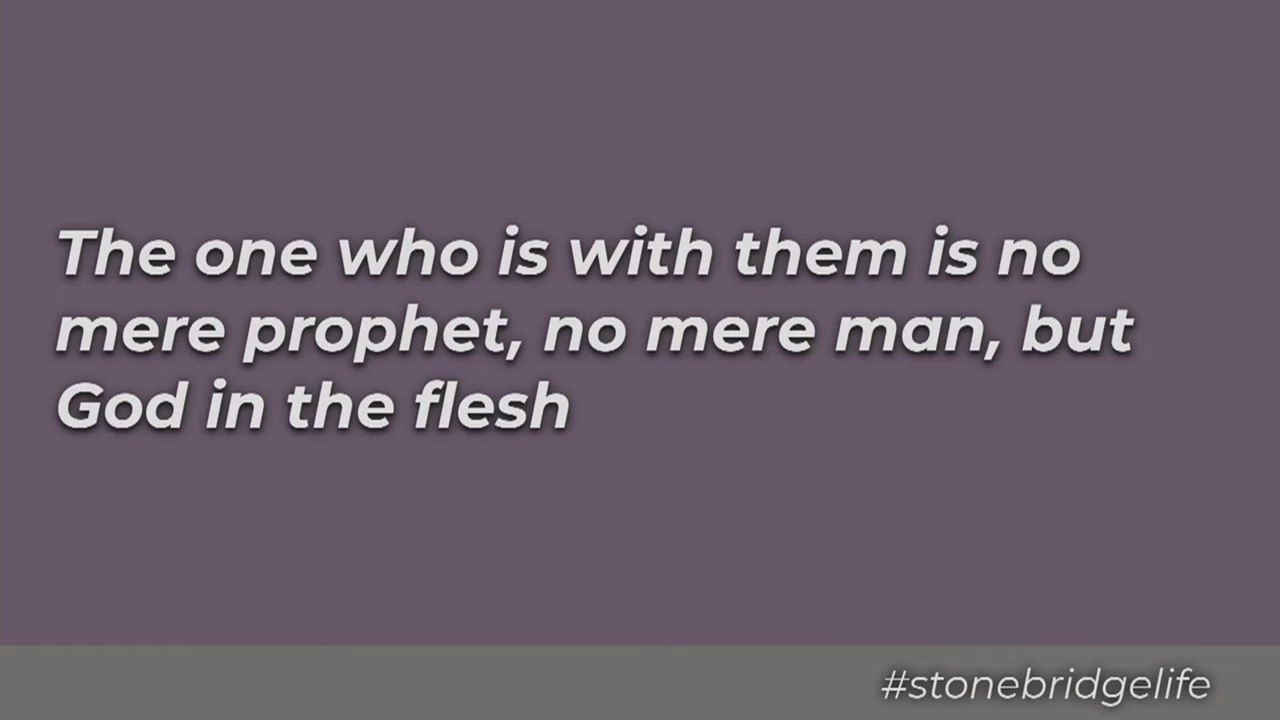 The one who is with them is no
mere prophet, no mere man, but
God in the flesh
#stonebridgelife